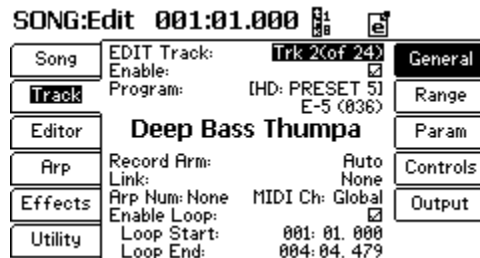 SONG:Edit 001:01.000
Song
Track
Editor
Arp
Effects
Utility
EDIT Track: Trk 2(of 24)
Enable:
Program: [HD: PRESET 5]
E-5 (036)
Deep Bass Thumpa
Record Arm: Auto
Link: None
Arp Num: None MIDI Ch: Global
Enable Loop:
Loop Start: 001: 01. 000
Loop End: 004: 04. 479
General
Range
Param
Controls
Output